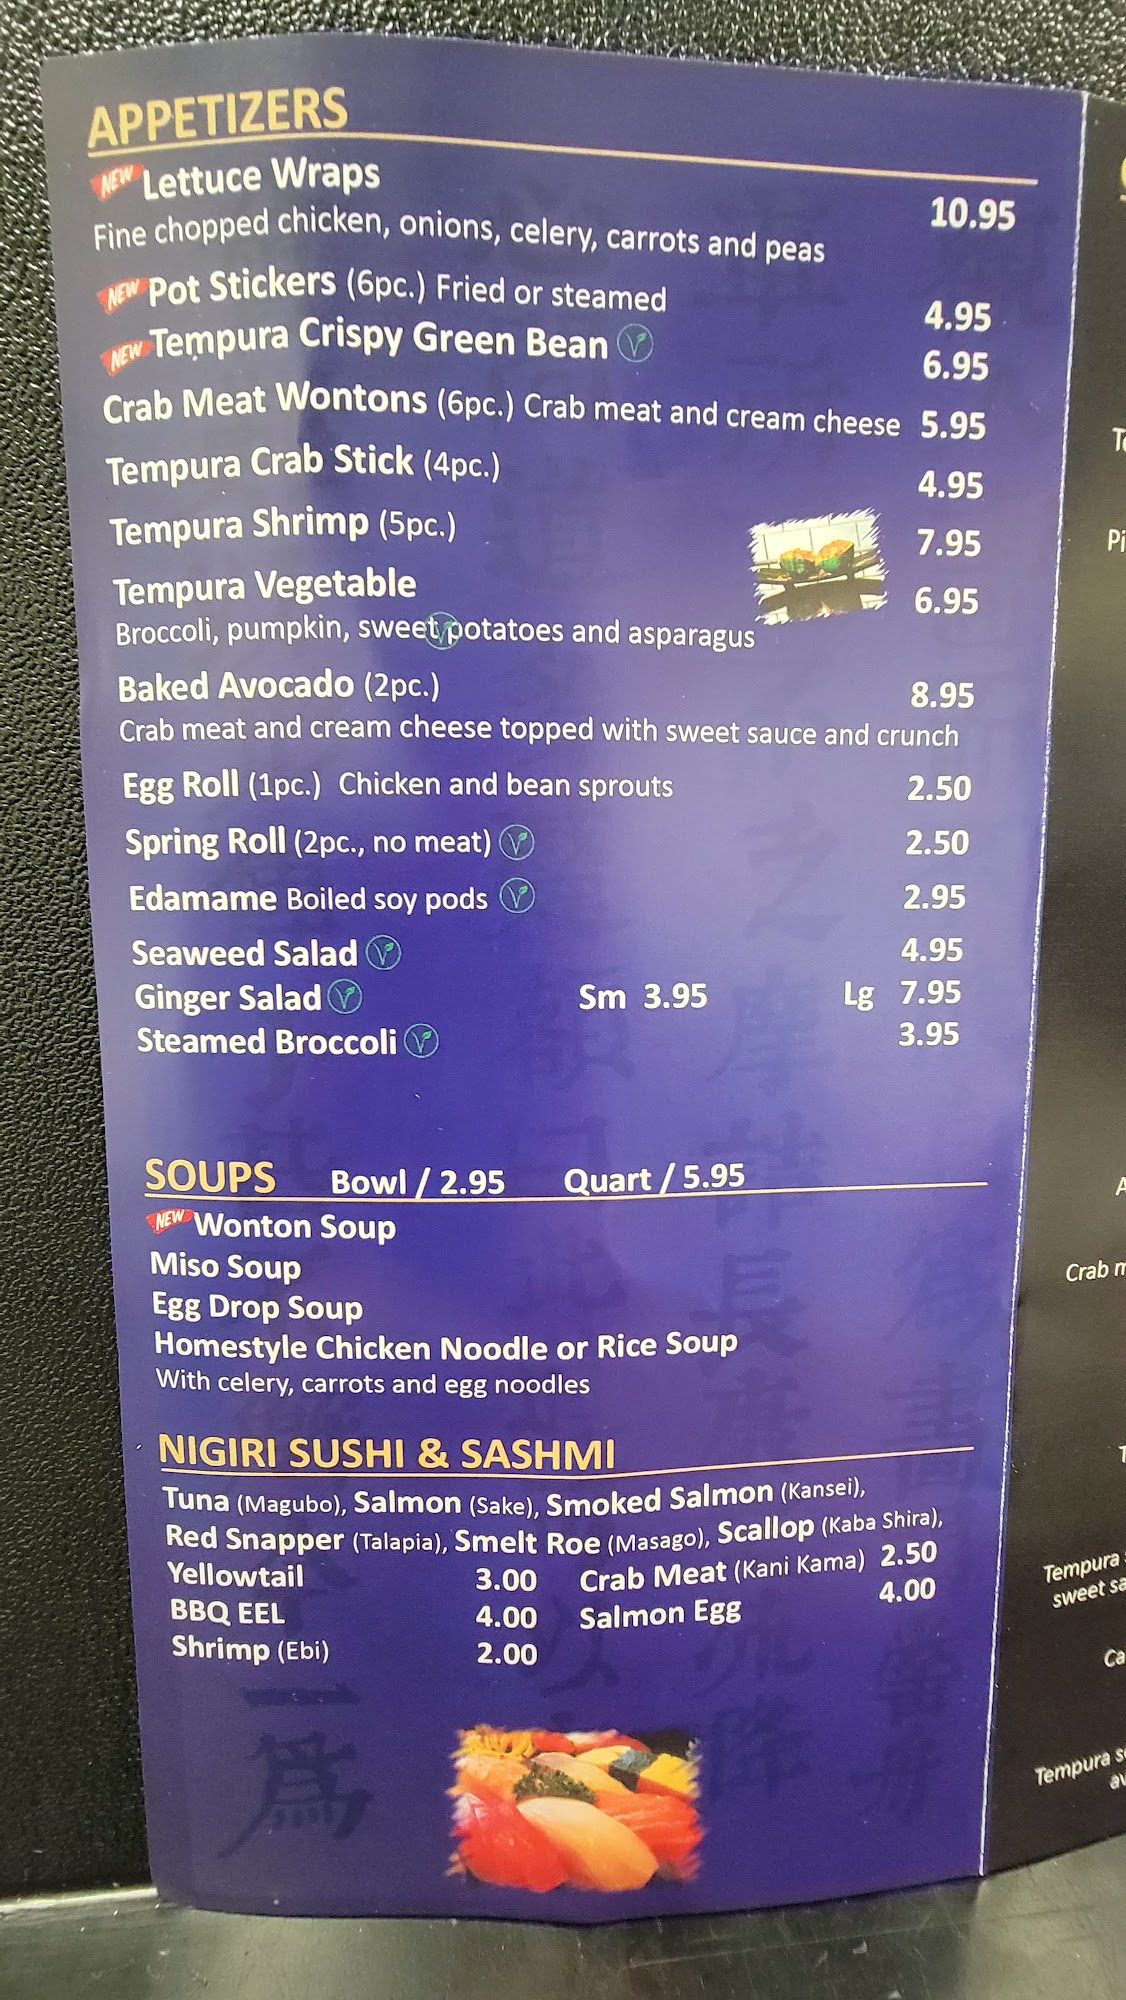 APPETIZERS
NEW Lettuce Wraps 10.95
Fine chopped chicken, onions, celery, carrots and peas
NEW Pot Stickers (6pc.) Fried or steamed 4.95
NEW Tempura Crispy Green Bean V 6.95
Crab Meat Wontons (6pc.) Crab meat and cream cheese 5.95
Tempura Crab Stick (4pc.) 4.95
Tempura Shrimp (5pc.) 7.95
Tempura Vegetable 6.95
Broccoli, pumpkin, sweet potatoes and asparagus
Baked Avocado (2pc.) 8.95
Crab meat and cream cheese topped with sweet sauce and crunch
Egg Roll (1pc.) Chicken and bean sprouts 2.50
Spring Roll (2pc., no meat) V 2.50
Edamame Boiled soy pods V 2.95
Seaweed Salad V 4.95
Ginger Salad V Sm 3.95 Lg 7.95
Steamed Broccoli V 3.95
SOUPS Bowl / 2.95 Quart / 5.95
NEW Wonton Soup
Miso Soup
Egg Drop Soup
Homestyle Chicken Noodle or Rice Soup
With celery, carrots and egg noodles
NIGIRI SUSHI & SASHMI
Tuna (Magubo), Salmon (Sake), Smoked Salmon (Kansei),
Red Snapper (Talapia), Smelt Roe (Masago), Scallop (Kaba Shira),
Yellowtail 3.00 Crab Meat (Kani Kama) 2.50
BBQ EEL 4.00 Salmon Egg 4.00
Shrimp (Ebi) 2.00
Crab
Tempura
sweet
Tempura